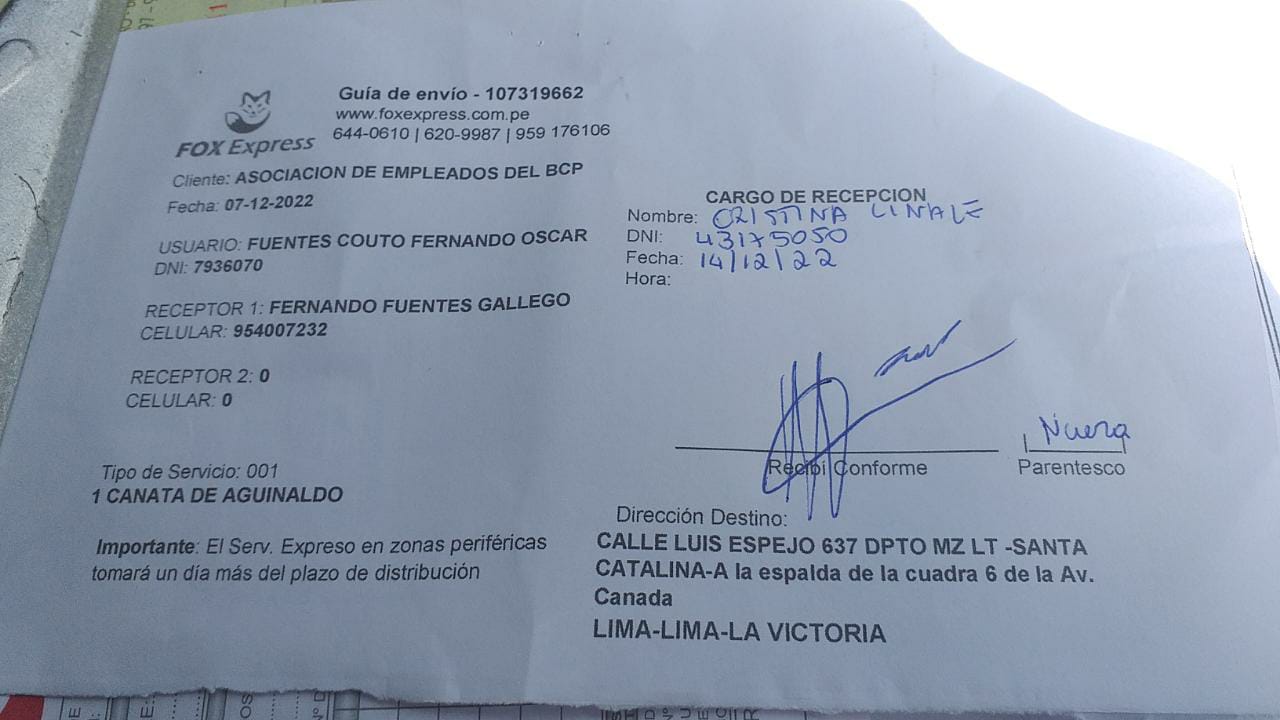 FOX Express
Guía de envío - 107319662
www.foxexpress.com.pe
644-0610 | 620-9987 | 959 176106
Cliente: ASOCIACION DE EMPLEADOS DEL BCP
Fecha: 07-12-2022
USUARIO: FUENTES COUTO FERNANDO OSCAR
DNI: 7936070
RECEPTOR 1: FERNANDO FUENTES GALLEGO
CELULAR: 954007232
RECEPTOR 2: 0
CELULAR: 0
Tipo de Servicio: 001
1 CANATA DE AGUINALDO
Importante: El Serv. Expreso en zonas periféricas
tomará un día más del plazo de distribución
CARGO DE RECEPCION
Nombre: CRISTINA LINALE
DNI: 43175050
Fecha: 14/12/22
Hora:
Recibi Conforme
Nuera
Parentesco
Dirección Destino:
CALLE LUIS ESPEJO 637 DPTO MZ LT -SANTA
CATALINA-A la espalda de la cuadra 6 de la Av.
Canada
LIMA-LIMA-LA VICTORIA